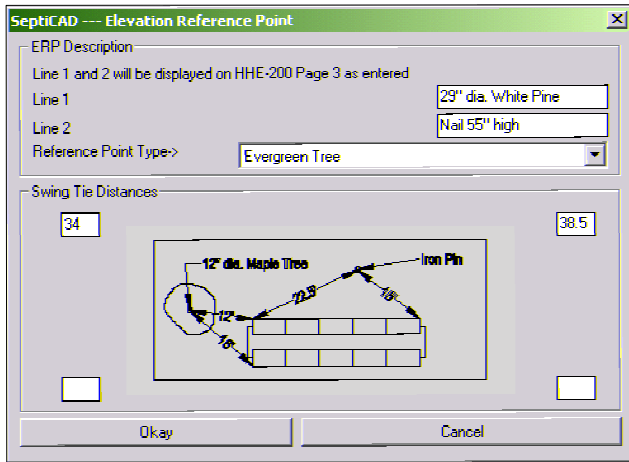 SeptiCAD --- Elevation Reference Point
ERP Description
Line 1 and 2 will be displayed on HHE-200 Page 3 as entered
Line 1
29" dia. White Pine
Line 2
Nail 55" high
Reference Point Type->
Evergreen Tree
Swing Tie Distances
34
38.5
12" dia. Maple Tree
Iron Pin
22.5'
18'
12'
18'
Okay
Cancel